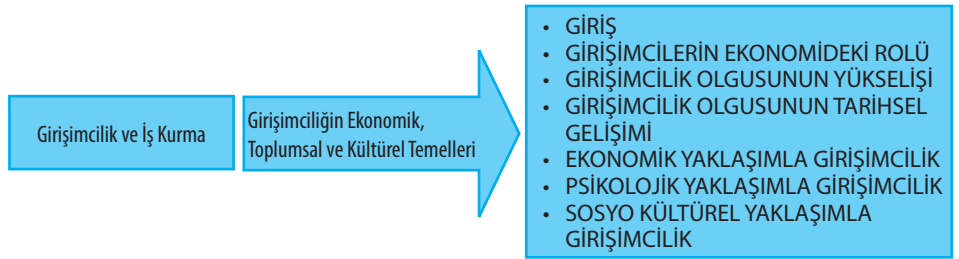 Girişimcilik ve İş Kurma
Girişimciliğin Ekonomik,
Toplumsal ve Kültürel Temelleri
• GİRİŞ
• GİRİŞİMCİLERİN EKONOMİDEKİ ROLÜ
• GİRİŞİMCİLİK OLGUSUNUN YÜKSELİŞİ
• GİRİŞİMCİLİK OLGUSUNUN TARİHSEL
GELİŞİMİ
• EKONOMİK YAKLAŞIMLA GİRİŞİMCİLİK
• PSİKOLOJİK YAKLAŞIMLA GİRİŞİMCİLİK
• SOSYO KÜLTÜREL YAKLAŞIMLA
GİRİŞİMCİLİK